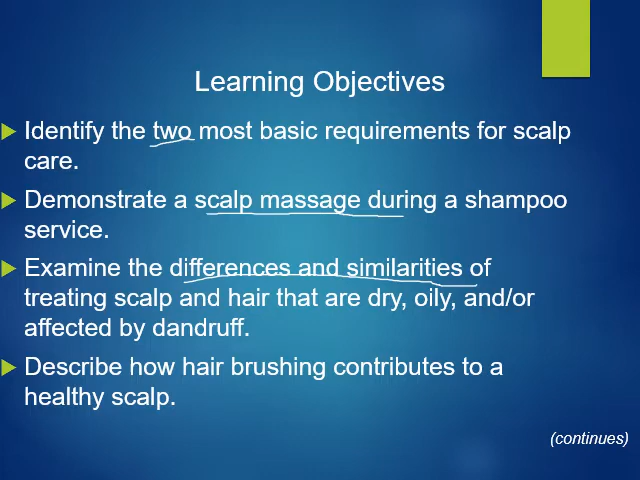 Learning Objectives
Identify the two most basic requirements for scalp
care.
Demonstrate a scalp massage during a shampoo
service.
Examine the differences and similarities of
treating scalp and hair that are dry, oily, and/or
affected by dandruff.
Describe how hair brushing contributes to a
healthy scalp.
(continues)